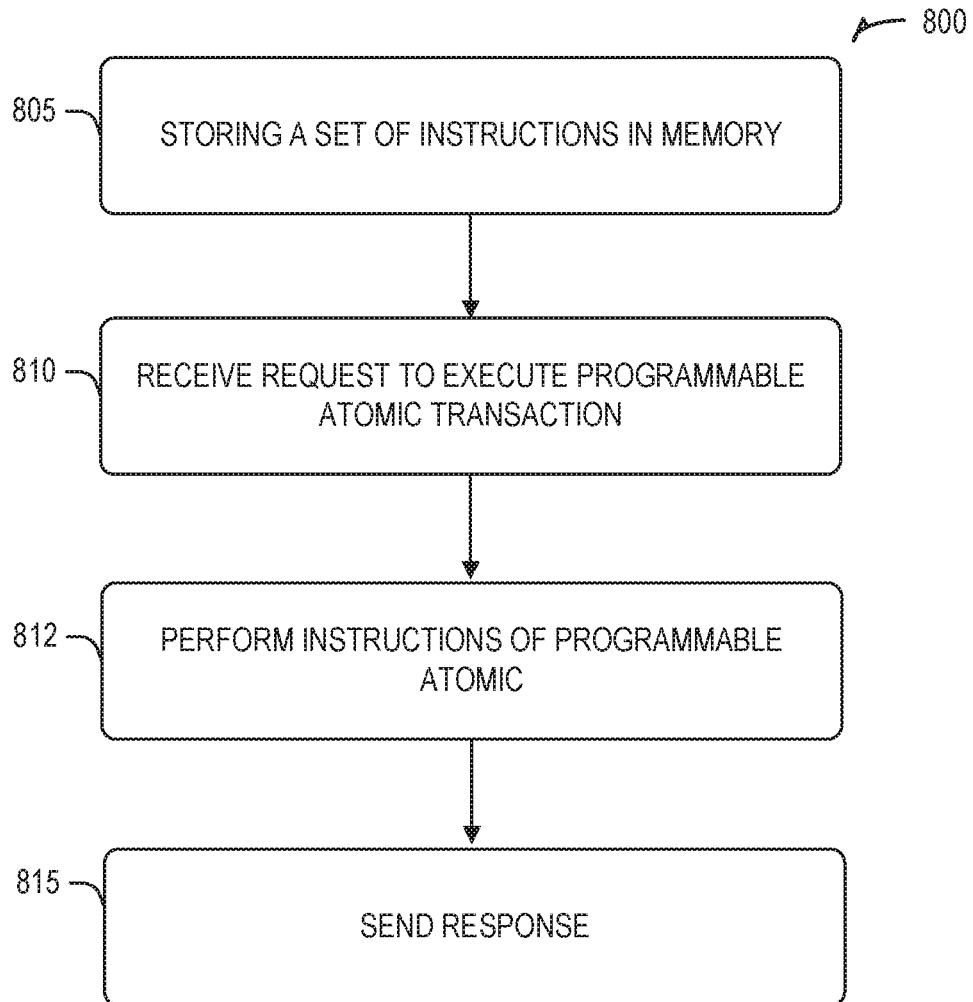 800
805
STORING A SET OF INSTRUCTIONS IN MEMORY
810
RECEIVE REQUEST TO EXECUTE PROGRAMMABLE
ATOMIC TRANSACTION
812
PERFORM INSTRUCTIONS OF PROGRAMMABLE
ATOMIC
815
SEND RESPONSE